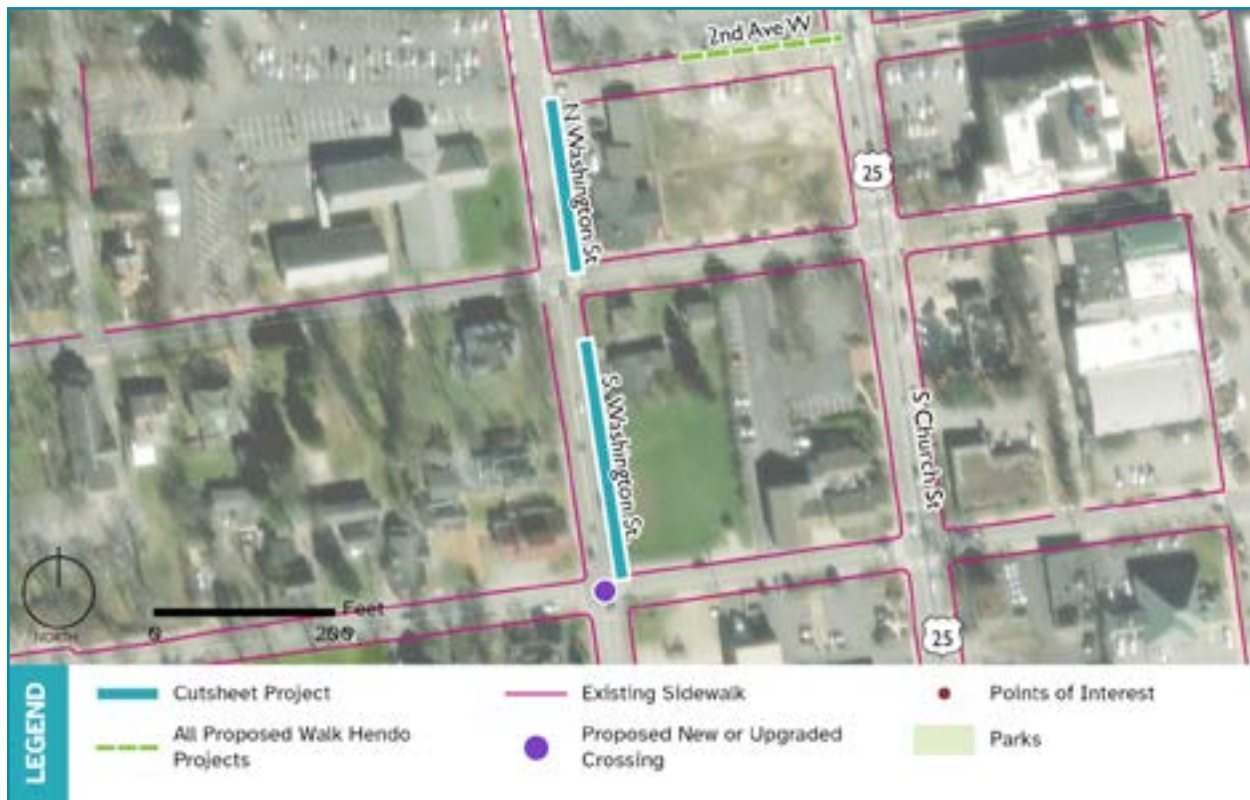 2nd Ave W
N Washington St.
25
S Washington St.
S Church St
25
NORTH
Feet
0
200
LEGEND
Cutsheet Project
All Proposed Walk Hendo
Projects
Existing Sidewalk
Proposed New or Upgraded
Crossing
Points of Interest
Parks